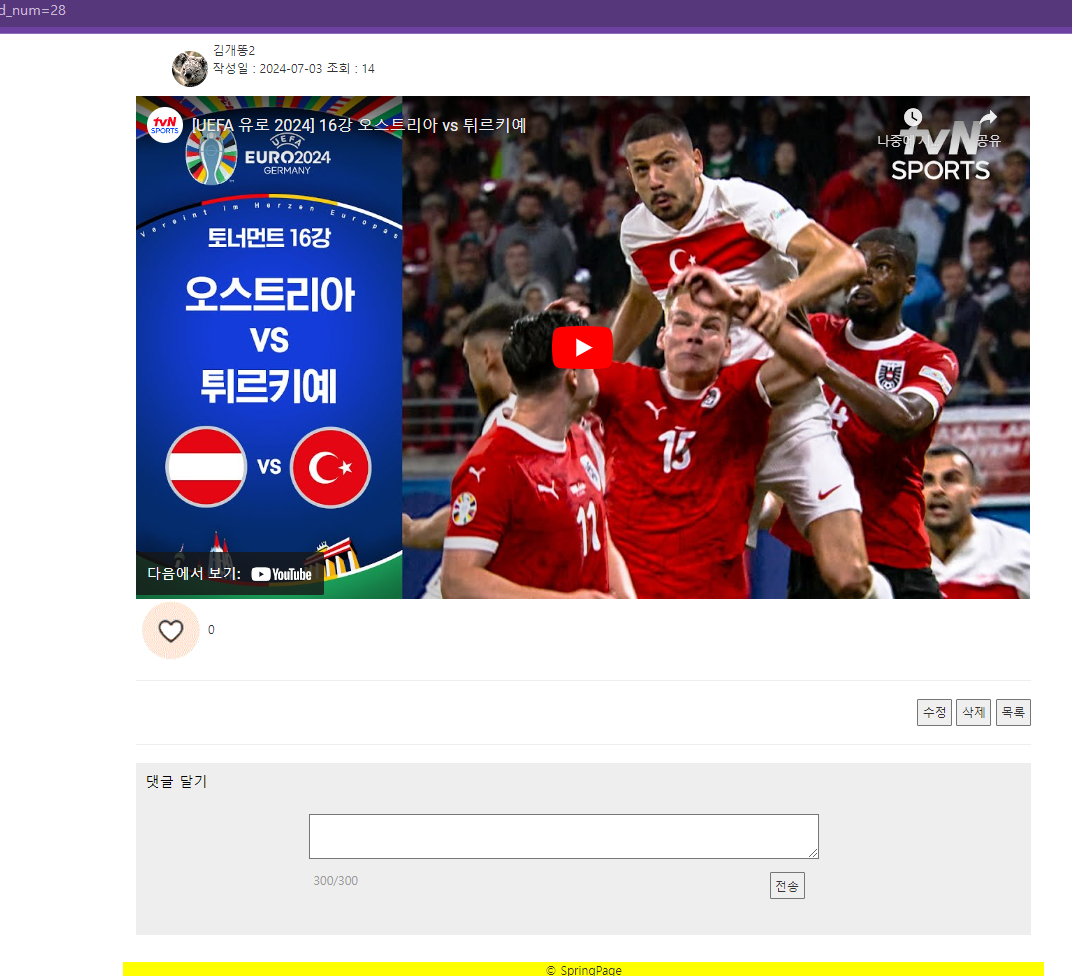 d_num=28
김개똥2
작성일 : 2024-07-03 조회 : 14
tvN
SPORTS
[UEFA 유로 2024] 16강 오스트리아 vs 튀르키예
공유
tvN
SPORTS
UEFA
EURO2024
GERMANY
Vereint im Herzen Europas
토너먼트 16강
오스트리아
VS
튀르키예
VS
15
11
4
다음에서 보기: YouTube
0
수정 삭제 목록
댓글 달기
300/300
전송
© SpringPage